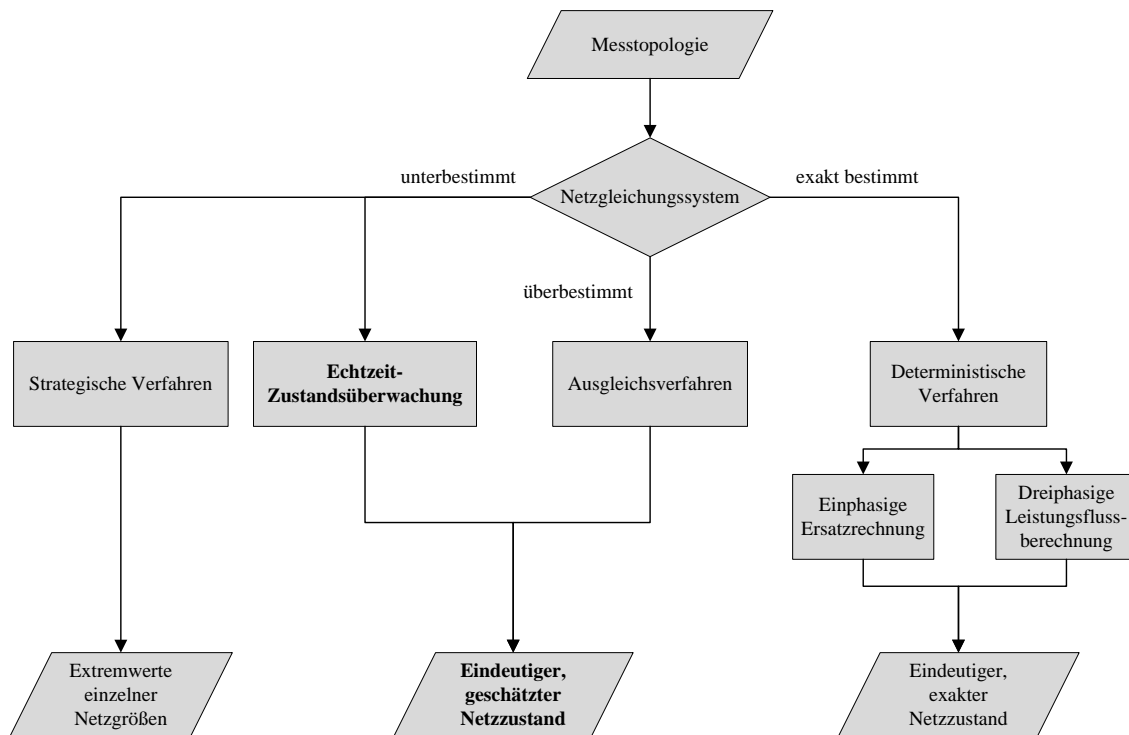 Messtopologie
unterbestimmt
Netzgleichungssystem
exakt bestimmt
überbestimmt
Strategische Verfahren
Echtzeit-
Zustandsüberwachung
Ausgleichsverfahren
Deterministische
Verfahren
Einphasige
Ersatzrechnung
Dreiphasige
Leistungsfluss-
berechnung
Extremwerte
einzelner
Netzgrößen
Eindeutiger,
geschätzter
Netzzustand
Eindeutiger,
exakter
Netzzustand